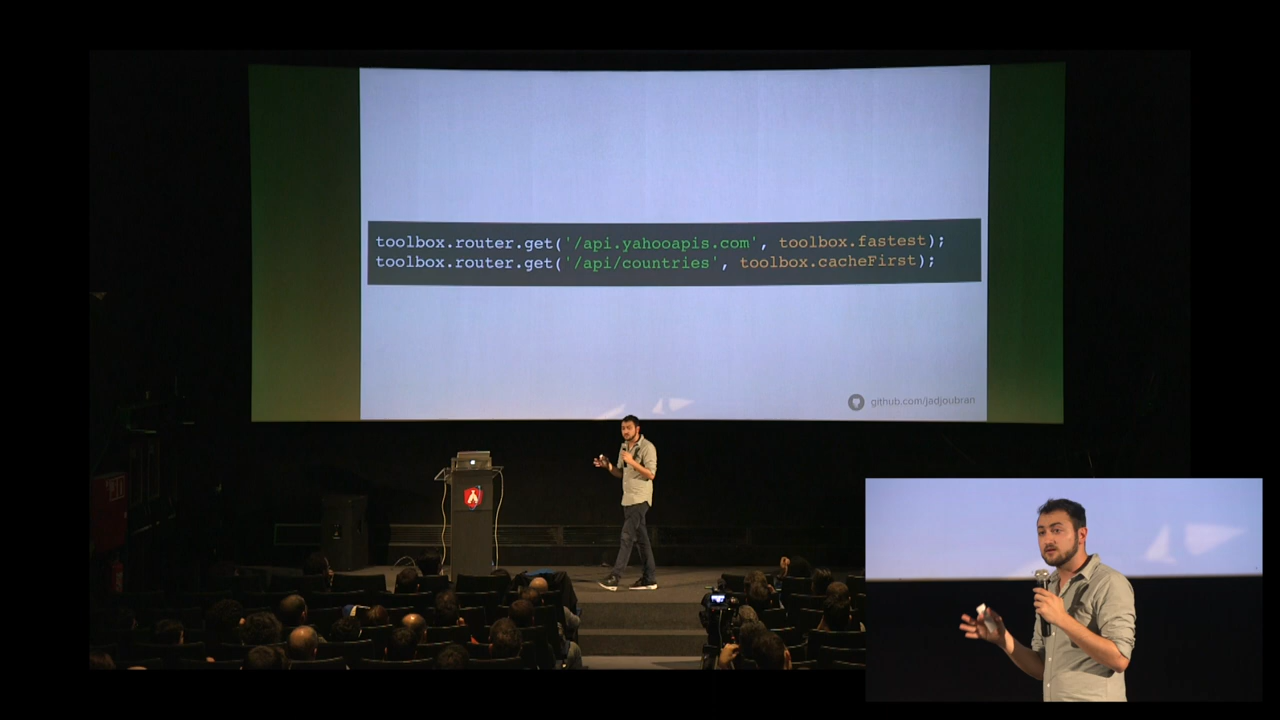 toolbox.router.get('/api.yahooapis.com', toolbox.fastest);
toolbox.router.get('/api/countries', toolbox.cacheFirst);
github.com/jadjoubran